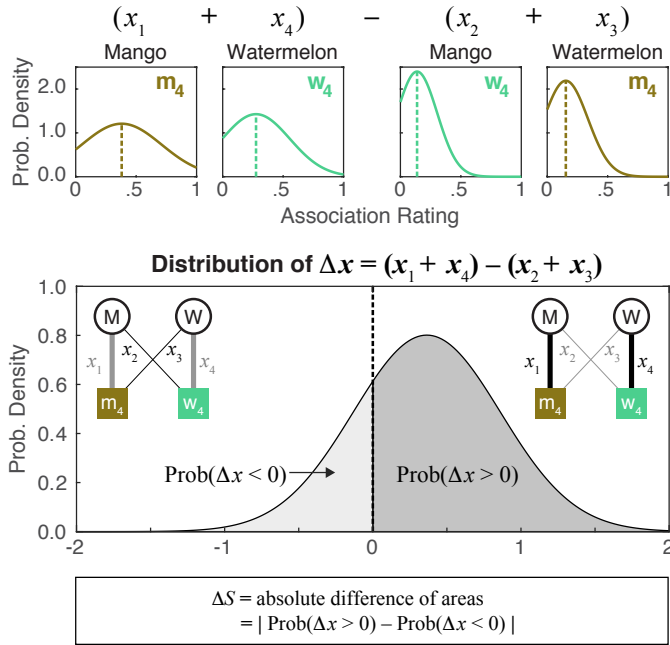 (x₁ + x₄) − (x₂ + x₃)
Mango Watermelon Mango Watermelon
m₄ w₄ w₄ m₄
2.0
1.0
0.0
Prob. Density
0 .5 1 0 .5 1 0 .5 1 0 .5 1
Association Rating
Distribution of Δx = (x₁ + x₄) – (x₂ + x₃)
1.0
0.8
0.6
0.4
0.2
0.0
Prob. Density
M W
x₁ x₂ x₃ x₄
m₄ w₄
M W
x₁ x₂ x₃ x₄
m₄ w₄
Prob(Δx < 0)
Prob(Δx > 0)
-2 -1 0 1 2
ΔS = absolute difference of areas
= | Prob(Δx > 0) – Prob(Δx < 0) |